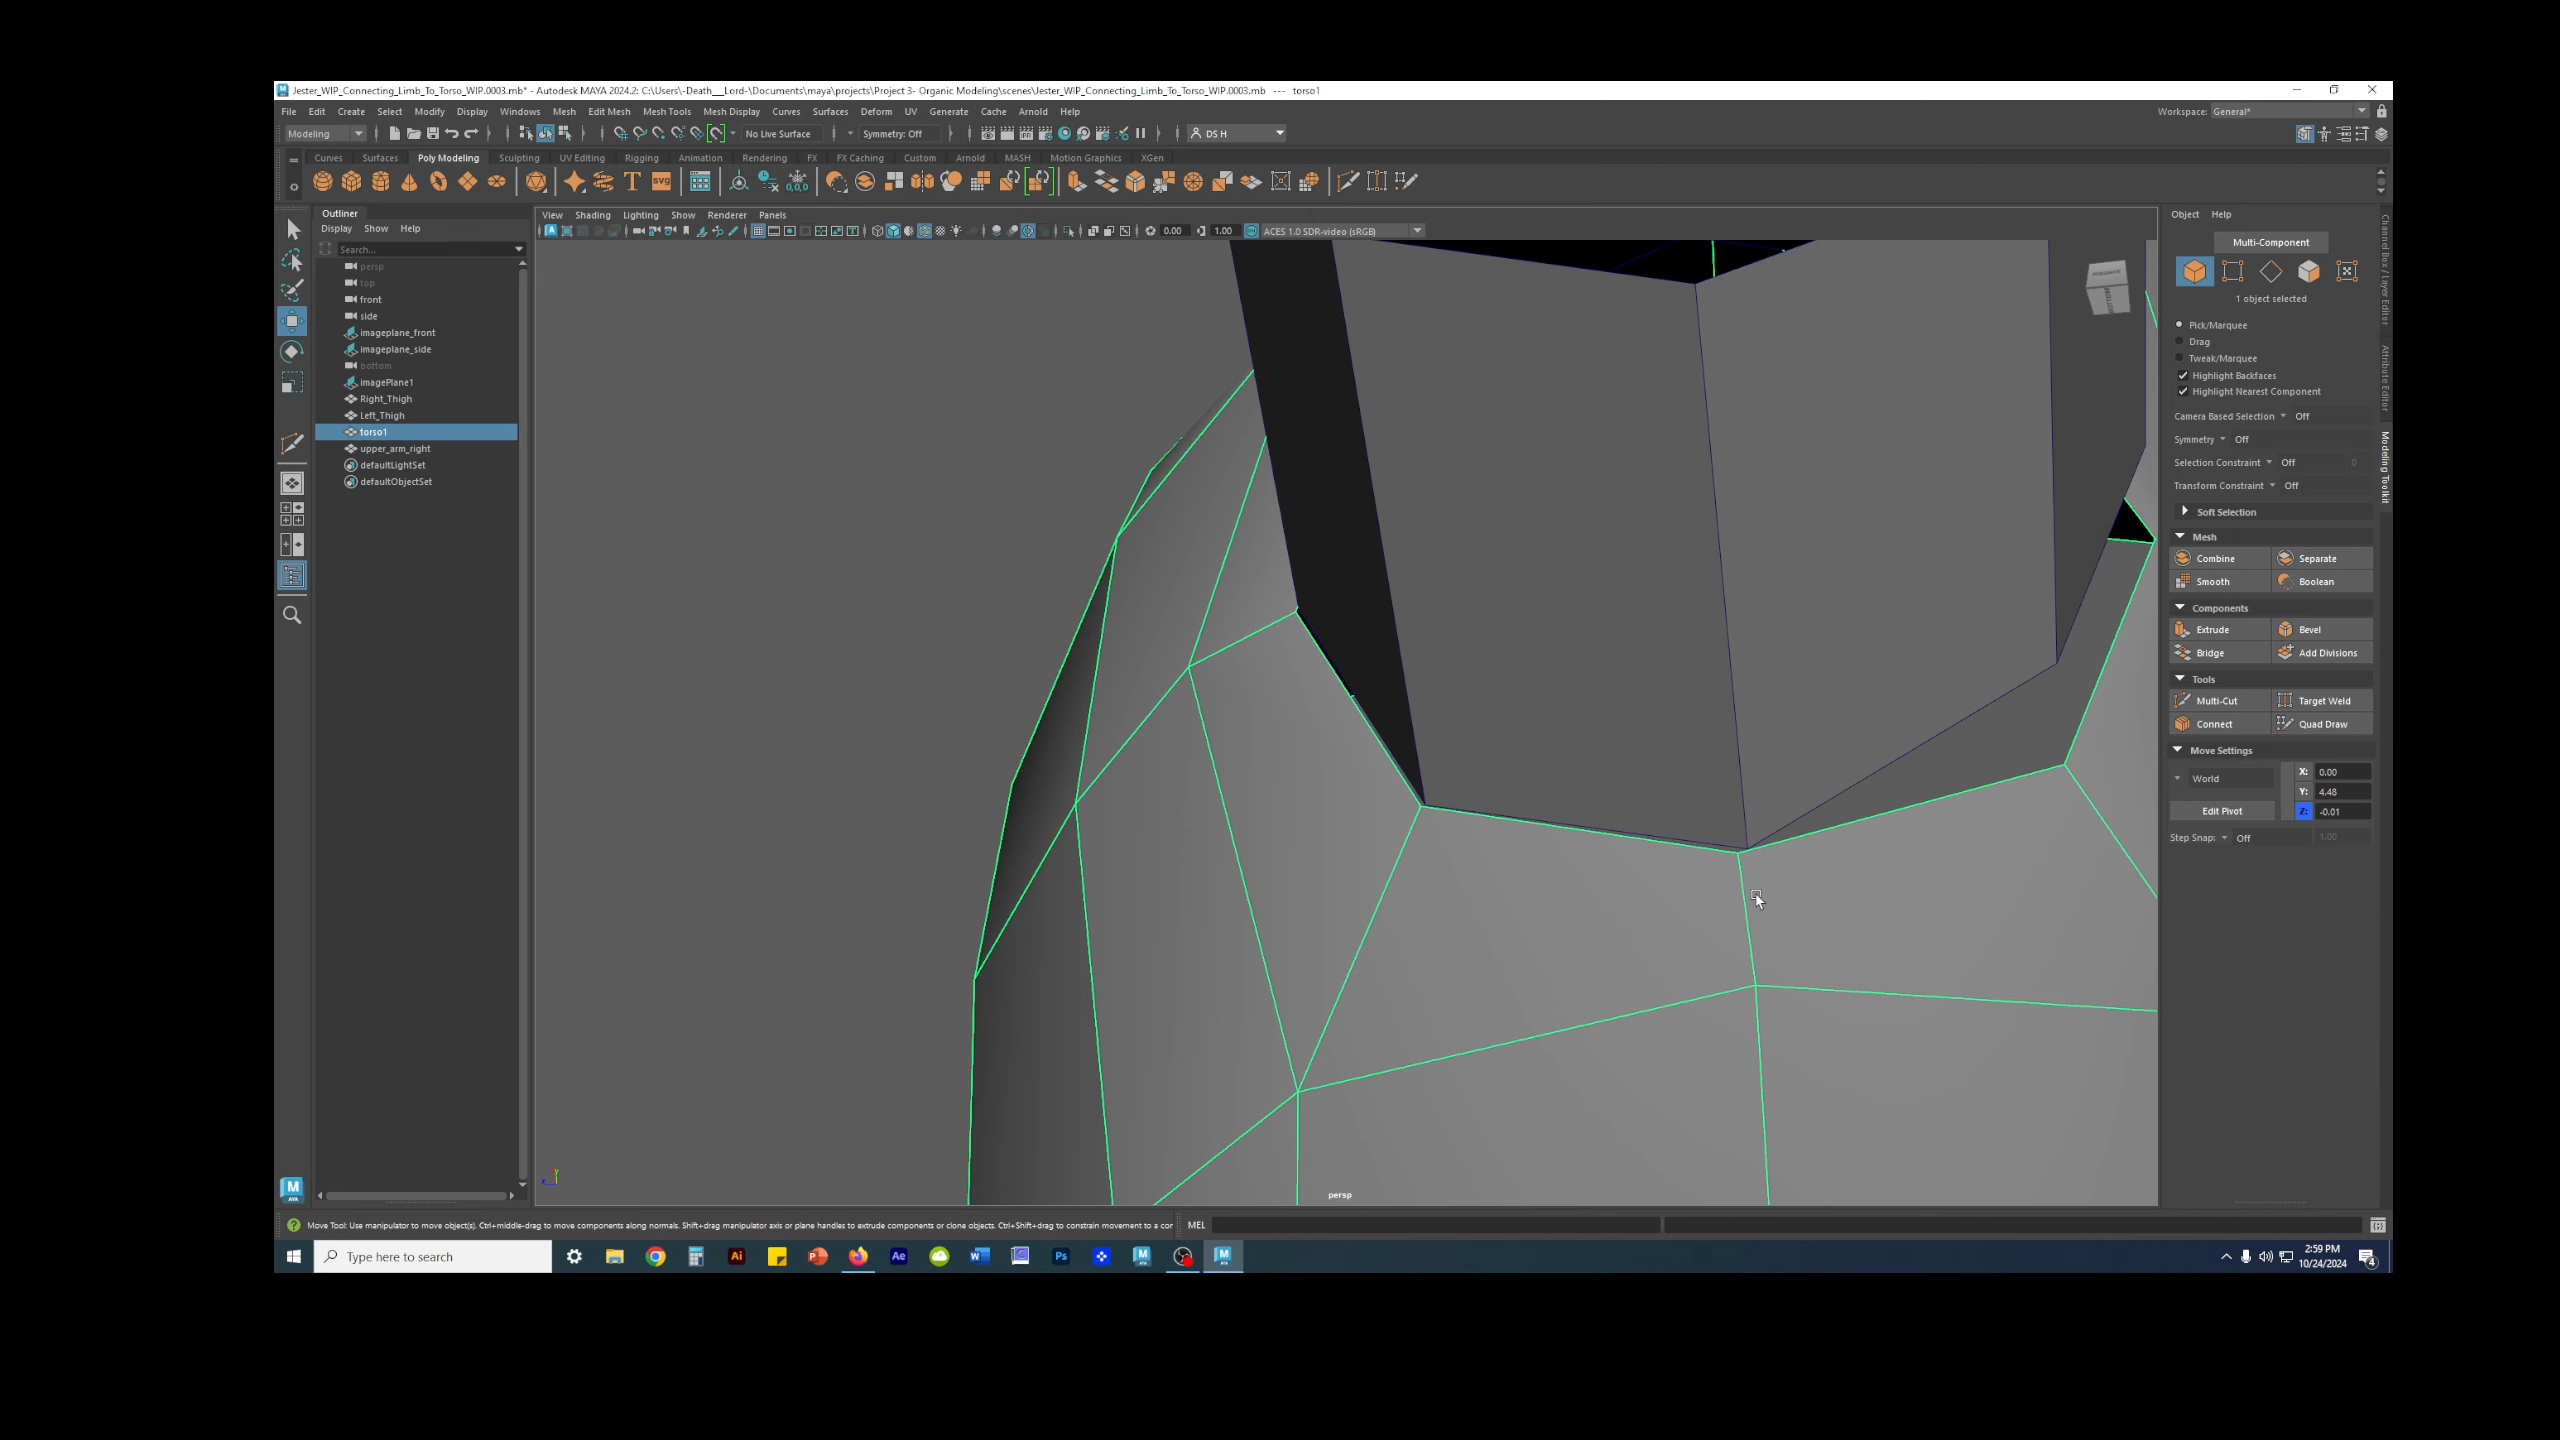 Jester_WIP_Connecting_Limb_To_Torso_WIP.0003.mb* - Autodesk MAYA 2024.2: C:\Users\-Death__Lord-\Documents\maya\projects\Project 3- Organic Modeling\scenes\Jester_WIP_Connecting_Limb_To_Torso_WIP.0003.mb --- torso1
File Edit Create Select Modify Display Windows Mesh Edit Mesh Mesh Tools Mesh Display Curves Surfaces Deform UV Generate Cache Arnold Help
Workspace: General*
Modeling No Live Surface Symmetry: Off DS H
Curves Surfaces Poly Modeling Sculpting UV Editing Rigging Animation Rendering FX FX Caching Custom Arnold MASH Motion Graphics XGen
Outliner
Display Show Help
Search...
persp
top
front
side
imageplane_front
imageplane_side
bottom
imagePlane1
Right_Thigh
Left_Thigh
torso1
upper_arm_right
defaultLightSet
defaultObjectSet
View Shading Lighting Show Renderer Panels
0.00 1.00 ACES 1.0 SDR-video (sRGB)
persp
Object Help
Multi-Component
1 object selected
Pick/Marquee
Drag
Tweak/Marquee
Highlight Backfaces
Highlight Nearest Component
Camera Based Selection Off
Symmetry Off
Selection Constraint Off 0
Transform Constraint Off
Soft Selection
Mesh
Combine Separate
Smooth Boolean
Components
Extrude Bevel
Bridge Add Divisions
Tools
Multi-Cut Target Weld
Connect Quad Draw
Move Settings
World X: 0.00
Y: 4.48
Edit Pivot Z: -0.01
Step Snap: Off 1.00
Channel Box / Layer Editor
Attribute Editor
Modeling Toolkit
Move Tool: Use manipulator to move object(s). Ctrl+middle-drag to move components along normals. Shift+drag manipulator axis or plane handles to extrude components or clone objects. Ctrl+Shift+drag to constrain movement to a cor
MEL
Type here to search
2:59 PM
10/24/2024